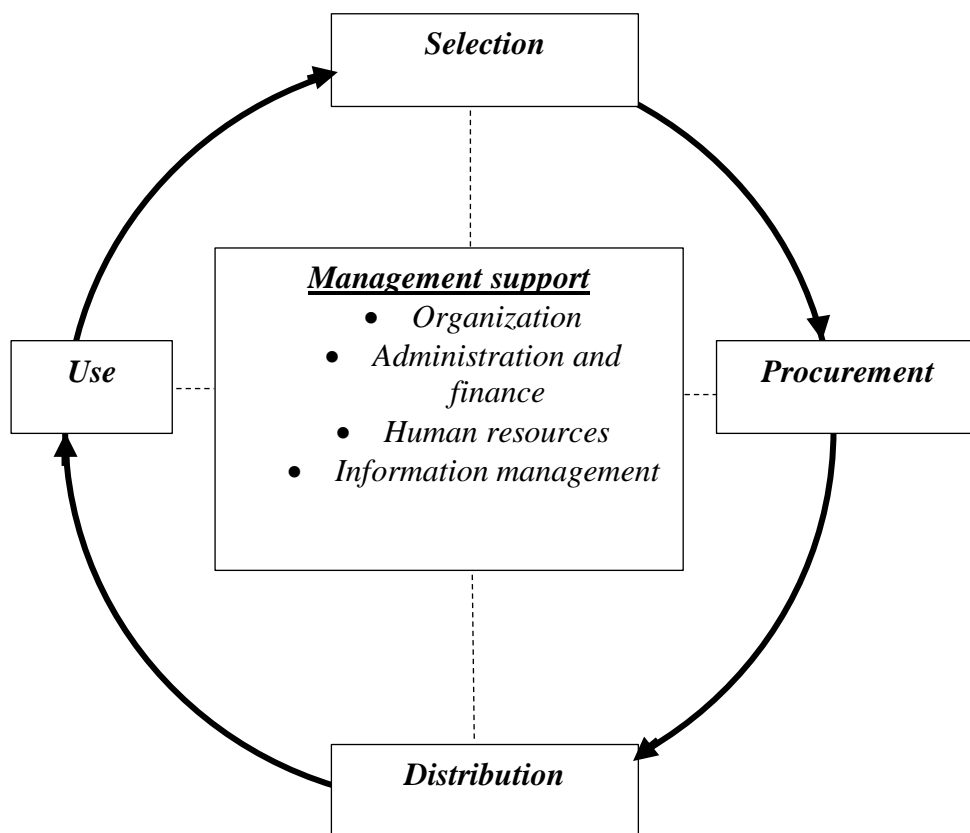 Selection
Management support
• Organization
• Administration and
finance
• Human resources
• Information management
Use
Procurement
Distribution